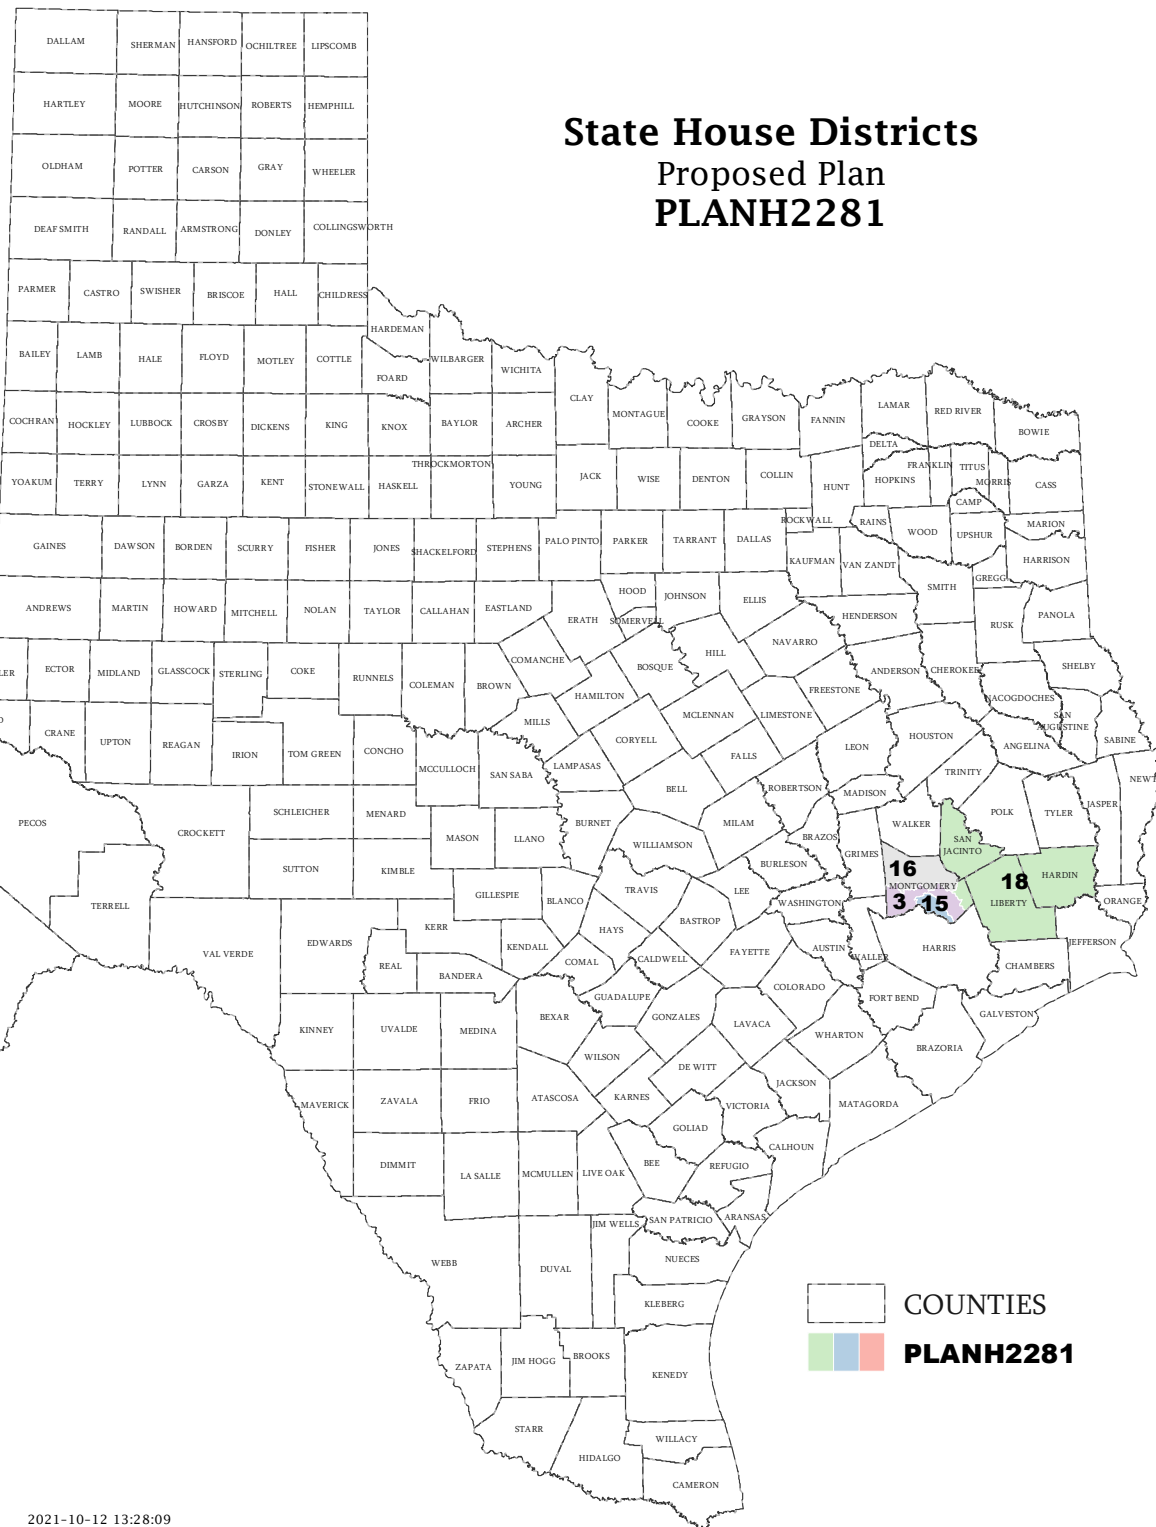 State House Districts
Proposed Plan
PLANH2281
DALLAM
SHERMAN
HANSFORD
OCHILTREE
LIPSCOMB
HARTLEY
MOORE
HUTCHINSON
ROBERTS
HEMPHILL
OLDHAM
POTTER
CARSON
GRAY
WHEELER
DEAF SMITH
RANDALL
ARMSTRONG
DONLEY
COLLINGSWORTH
PARMER
CASTRO
SWISHER
BRISCOE
HALL
CHILDRESS
HARDEMAN
BAILEY
LAMB
HALE
FLOYD
MOTLEY
COTTLE
FOARD
WILBARGER
WICHITA
CLAY
MONTAGUE
COOKE
GRAYSON
FANNIN
LAMAR
RED RIVER
BOWIE
COCHRAN
HOCKLEY
LUBBOCK
CROSBY
DICKENS
KING
KNOX
BAYLOR
ARCHER
DELTA
YOAKUM
TERRY
LYNN
GARZA
KENT
STONEWALL
HASKELL
THROCKMORTON
YOUNG
JACK
WISE
DENTON
COLLIN
HUNT
HOPKINS
FRANKLIN
TITUS
MORRIS
CASS
CAMP
ROCKWALL
RAINS
WOOD
UPSHUR
MARION
GAINES
DAWSON
BORDEN
SCURRY
FISHER
JONES
SHACKELFORD
STEPHENS
PALO PINTO
PARKER
TARRANT
DALLAS
KAUFMAN
VAN ZANDT
SMITH
GREGG
HARRISON
ANDREWS
MARTIN
HOWARD
MITCHELL
NOLAN
TAYLOR
CALLAHAN
EASTLAND
ERATH
HOOD
SOMERVELL
JOHNSON
ELLIS
HENDERSON
RUSK
PANOLA
LER
ECTOR
MIDLAND
GLASSCOCK
STERLING
COKE
RUNNELS
COLEMAN
BROWN
COMANCHE
HAMILTON
BOSQUE
HILL
NAVARRO
FREESTONE
ANDERSON
CHEROKEE
NACOGDOCHES
SHELBY
SAN
AUGUSTINE
SABINE
CRANE
UPTON
REAGAN
IRION
TOM GREEN
CONCHO
MCCULLOCH
SAN SABA
MILLS
LAMPASAS
CORYELL
MCLENNAN
LIMESTONE
FALLS
LEON
HOUSTON
ANGELINA
TRINITY
NEWT
PECOS
CROCKETT
SCHLEICHER
MENARD
MASON
LLANO
BURNET
BELL
MILAM
ROBERTSON
MADISON
WALKER
POLK
TYLER
JASPER
SUTTON
KIMBLE
GILLESPIE
BLANCO
WILLIAMSON
TRAVIS
LEE
BURLESON
BRAZOS
GRIMES
SAN
JACINTO
HARDIN
16
18
MONTGOMERY
3
15
LIBERTY
ORANGE
TERRELL
VAL VERDE
EDWARDS
KERR
REAL
BANDERA
KENDALL
HAYS
COMAL
CALDWELL
BASTROP
FAYETTE
WASHINGTON
AUSTIN
WALLER
HARRIS
CHAMBERS
JEFFERSON
KINNEY
UVALDE
MEDINA
BEXAR
GUADALUPE
GONZALES
LAVACA
COLORADO
WHARTON
FORT BEND
BRAZORIA
GALVESTON
MAVERICK
ZAVALA
FRIO
ATASCOSA
WILSON
KARNES
DE WITT
VICTORIA
JACKSON
MATAGORDA
DIMMIT
LA SALLE
MCMULLEN
LIVE OAK
BEE
GOLIAD
REFUGIO
CALHOUN
WEBB
DUVAL
JIM WELLS
SAN PATRICIO
ARANSAS
NUECES
KLEBERG
ZAPATA
JIM HOGG
BROOKS
KENEDY
STARR
HIDALGO
WILLACY
CAMERON
COUNTIES
PLANH2281
2021-10-12 13:28:09